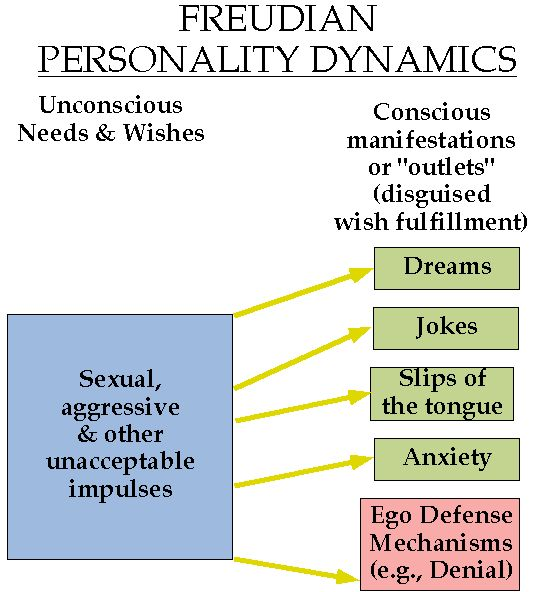 FREUDIAN
PERSONALITY DYNAMICS
Unconscious
Needs & Wishes
Conscious
manifestations
or "outlets"
(disguised
wish fulfillment)
Sexual,
aggressive
& other
unacceptable
impulses
Dreams
Jokes
Slips of
the tongue
Anxiety
Ego Defense
Mechanisms
(e.g., Denial)